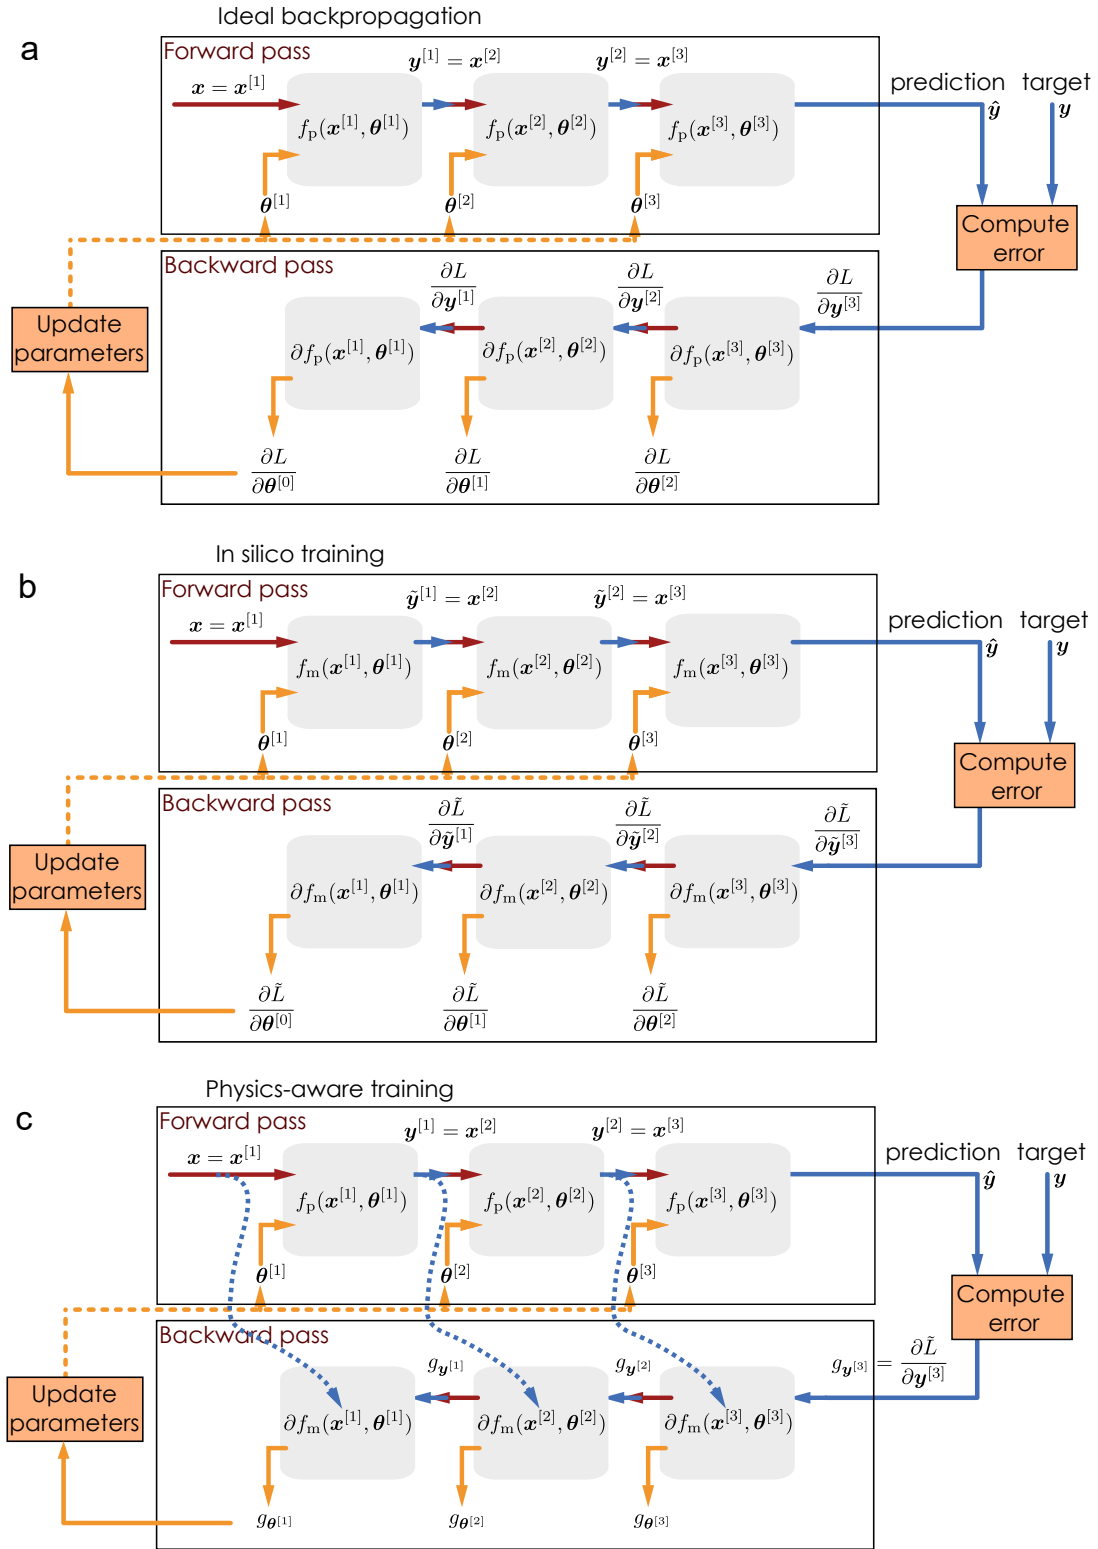 Ideal backpropagation
a
Forward pass
x = x^[1]
y^[1] = x^[2]
y^[2] = x^[3]
prediction
target
ŷ
y
f_p(x^[1], θ^[1])
f_p(x^[2], θ^[2])
f_p(x^[3], θ^[3])
θ^[1]
θ^[2]
θ^[3]
Compute
error
Backward pass
∂L/∂y^[1]
∂L/∂y^[2]
∂L/∂y^[3]
Update
parameters
∂f_p(x^[1], θ^[1])
∂f_p(x^[2], θ^[2])
∂f_p(x^[3], θ^[3])
∂L/∂θ^[0]
∂L/∂θ^[1]
∂L/∂θ^[2]
In silico training
b
Forward pass
x = x^[1]
ỹ^[1] = x^[2]
ỹ^[2] = x^[3]
prediction
target
ŷ
y
f_m(x^[1], θ^[1])
f_m(x^[2], θ^[2])
f_m(x^[3], θ^[3])
θ^[1]
θ^[2]
θ^[3]
Compute
error
Backward pass
∂L̃/∂ỹ^[1]
∂L̃/∂ỹ^[2]
∂L̃/∂ỹ^[3]
Update
parameters
∂f_m(x^[1], θ^[1])
∂f_m(x^[2], θ^[2])
∂f_m(x^[3], θ^[3])
∂L̃/∂θ^[0]
∂L̃/∂θ^[1]
∂L̃/∂θ^[2]
Physics-aware training
c
Forward pass
x = x^[1]
y^[1] = x^[2]
y^[2] = x^[3]
prediction
target
ŷ
y
f_p(x^[1], θ^[1])
f_p(x^[2], θ^[2])
f_p(x^[3], θ^[3])
θ^[1]
θ^[2]
θ^[3]
Compute
error
Backward pass
g_y^[1]
g_y^[2]
g_y^[3] = ∂L̃/∂y^[3]
Update
parameters
∂f_m(x^[1], θ^[1])
∂f_m(x^[2], θ^[2])
∂f_m(x^[3], θ^[3])
g_θ^[1]
g_θ^[2]
g_θ^[3]